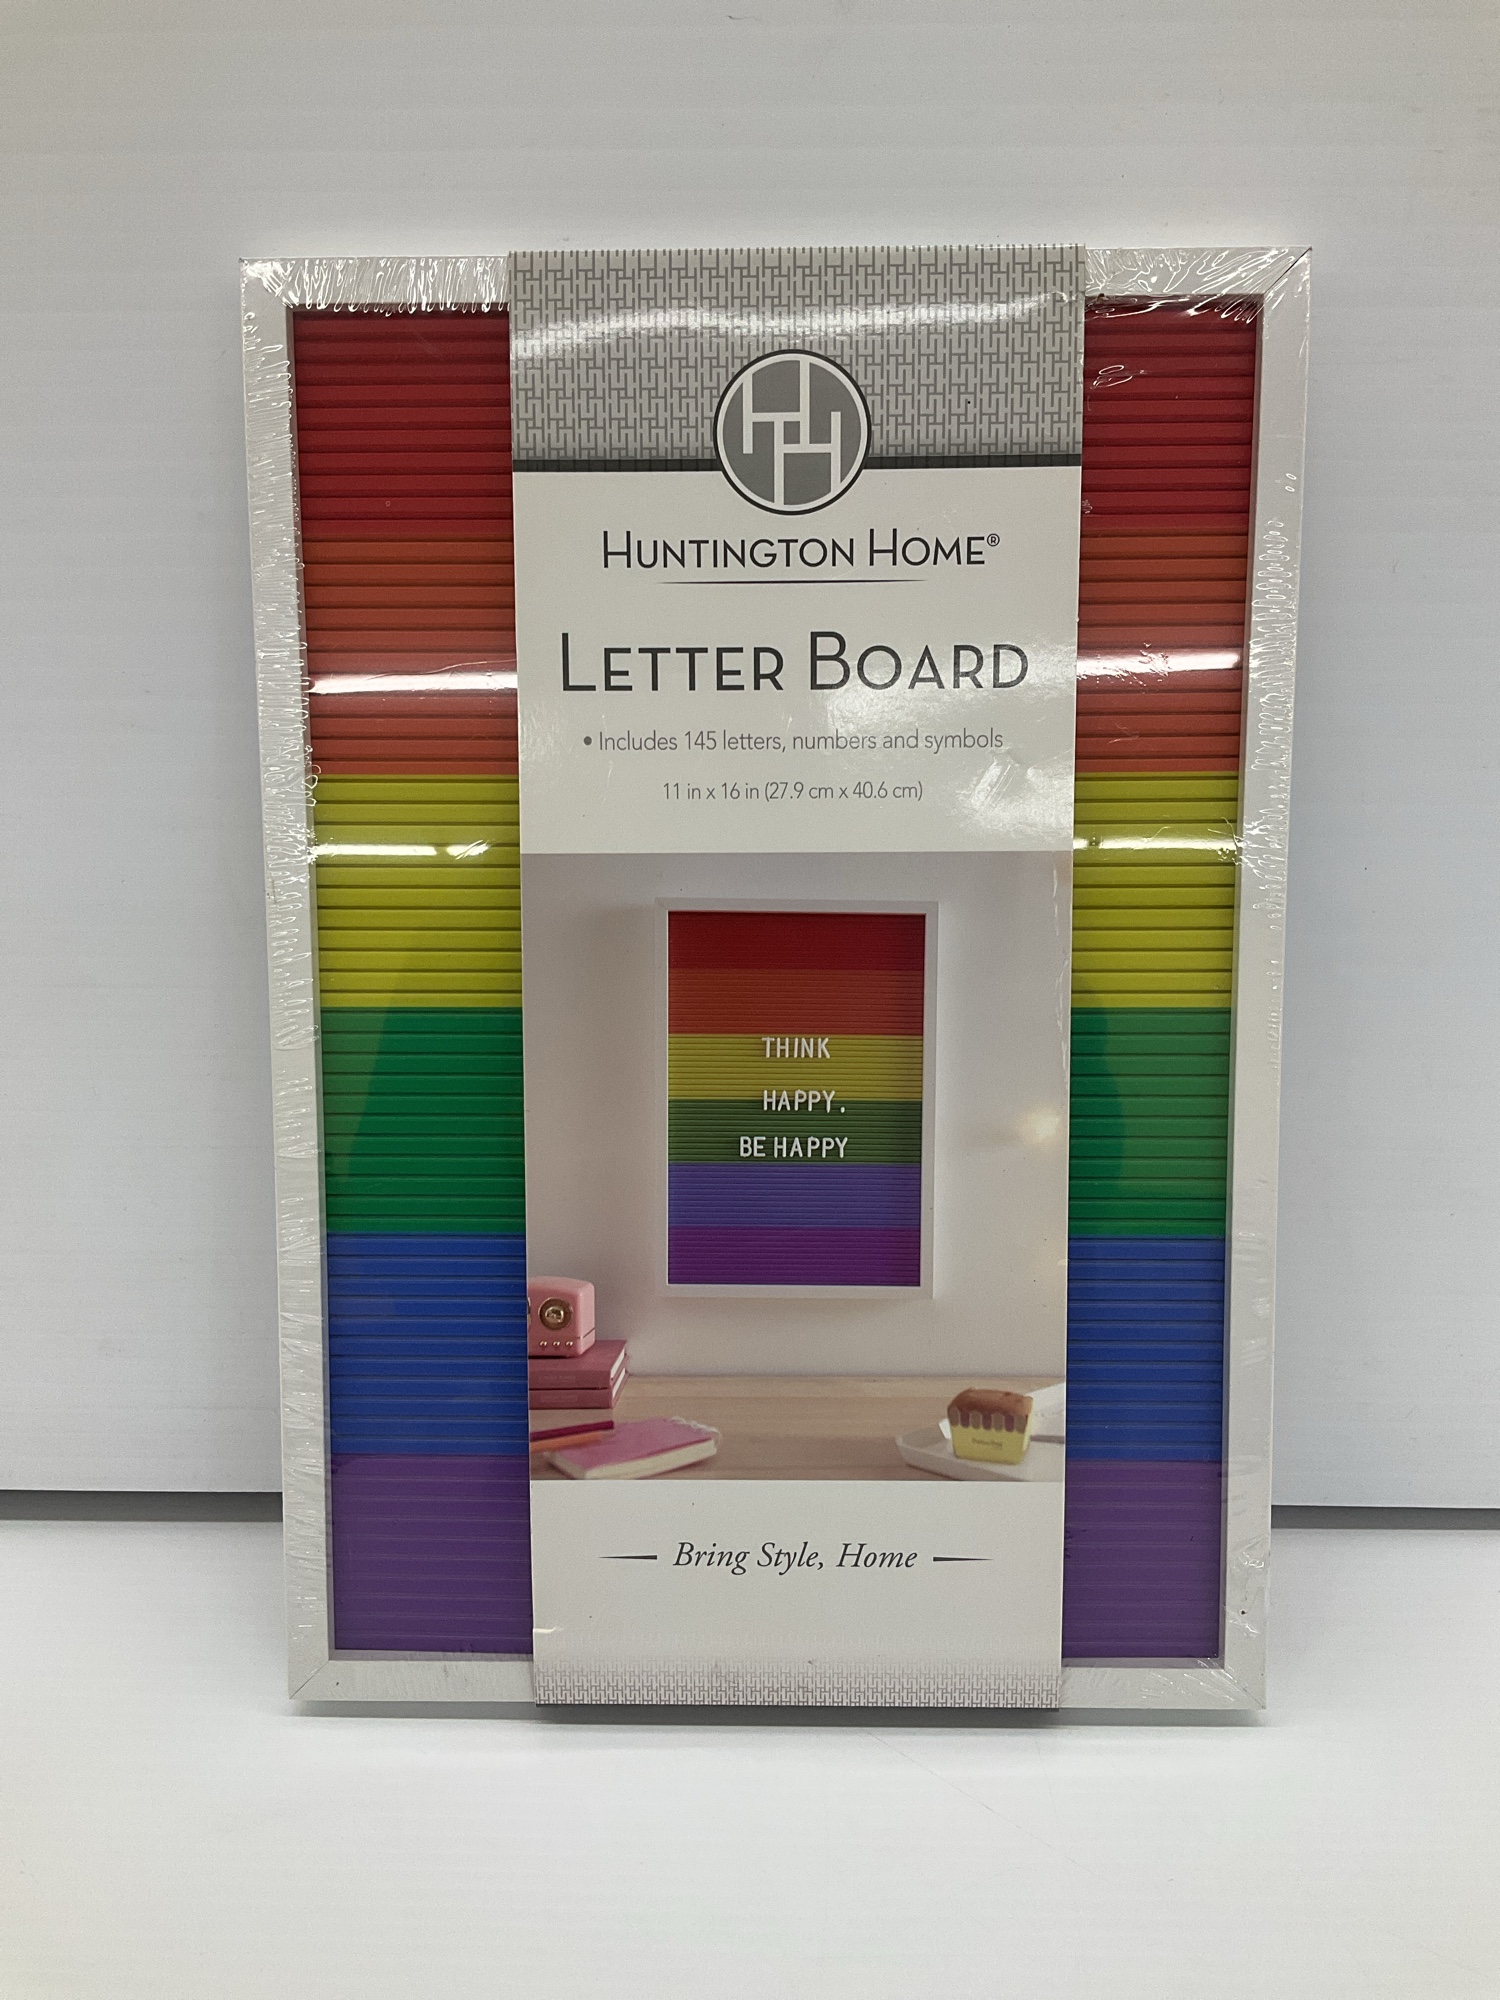 HUNTINGTON HOME®
LETTER BOARD
• Includes 145 letters, numbers and symbols
11 in x 16 in (27.9 cm x 40.6 cm)
THINK
HAPPY.
BE HAPPY
Bring Style, Home